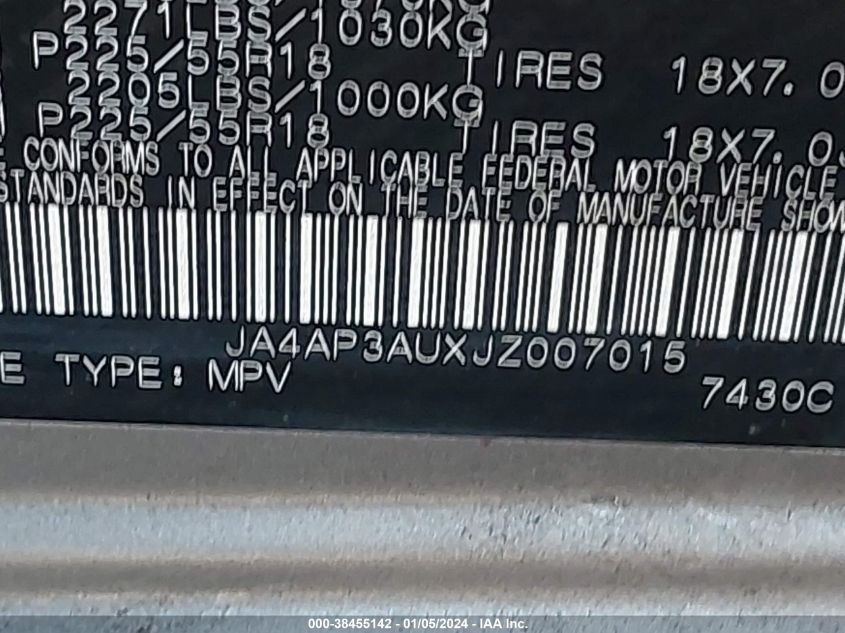 2271LBS/1030KG
P225/55R18 TIRES 18X7.0
2205LBS/1000KG
P225/55R18 TIRES 18X7.0J
E CONFORMS TO ALL APPLICABLE FEDERAL MOTOR VEHICLE
STANDARDS IN EFFECT ON THE DATE OF MANUFACTURE SHOW
JA4AP3AUXJZ007015
E TYPE: MPV
7430C
000-38455142 - 01/05/2024 - IAA Inc.